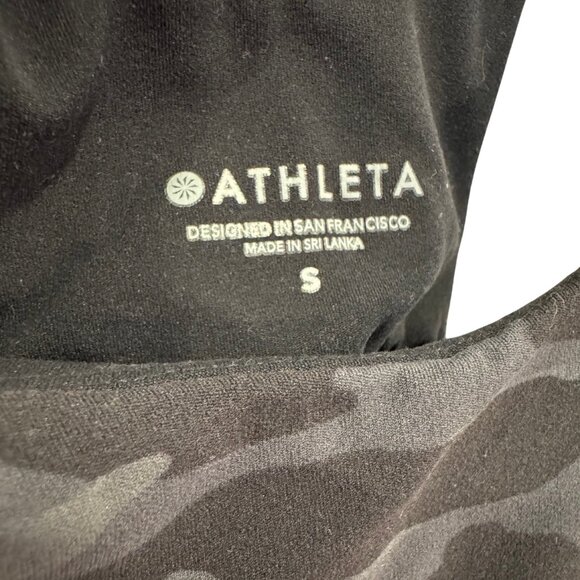 ATHLETA
DESIGNED IN SAN FRANCISCO
MADE IN SRI LANKA
S